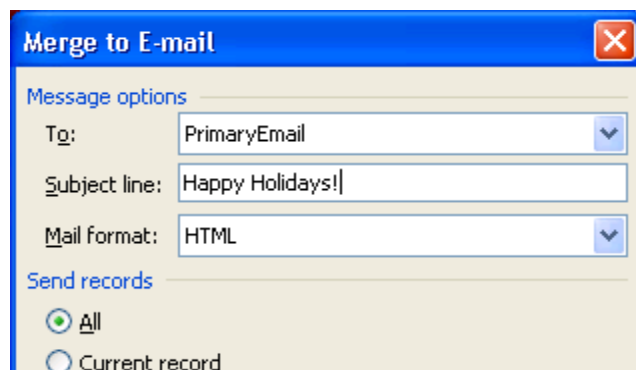 Merge to E-mail
Message options
To: PrimaryEmail
Subject line: Happy Holidays!
Mail format: HTML
Send records
All
Current record